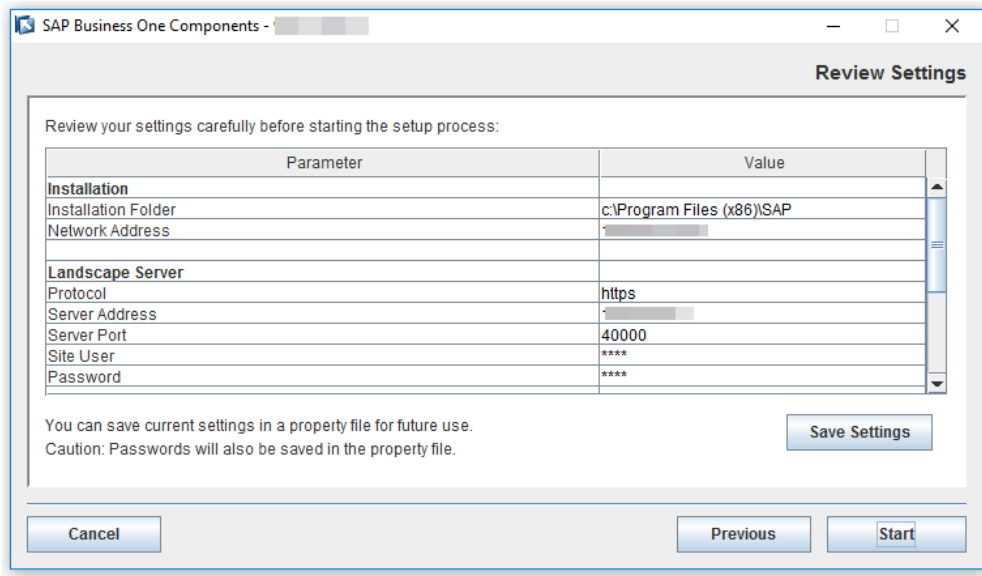 SAP Business One Components -
Review Settings
Review your settings carefully before starting the setup process:
Parameter Value
Installation
Installation Folder c:\Program Files (x86)\SAP
Network Address
Landscape Server
Protocol https
Server Address
Server Port 40000
Site User ****
Password ****
You can save current settings in a property file for future use.
Caution: Passwords will also be saved in the property file.
Save Settings
Cancel Previous Start